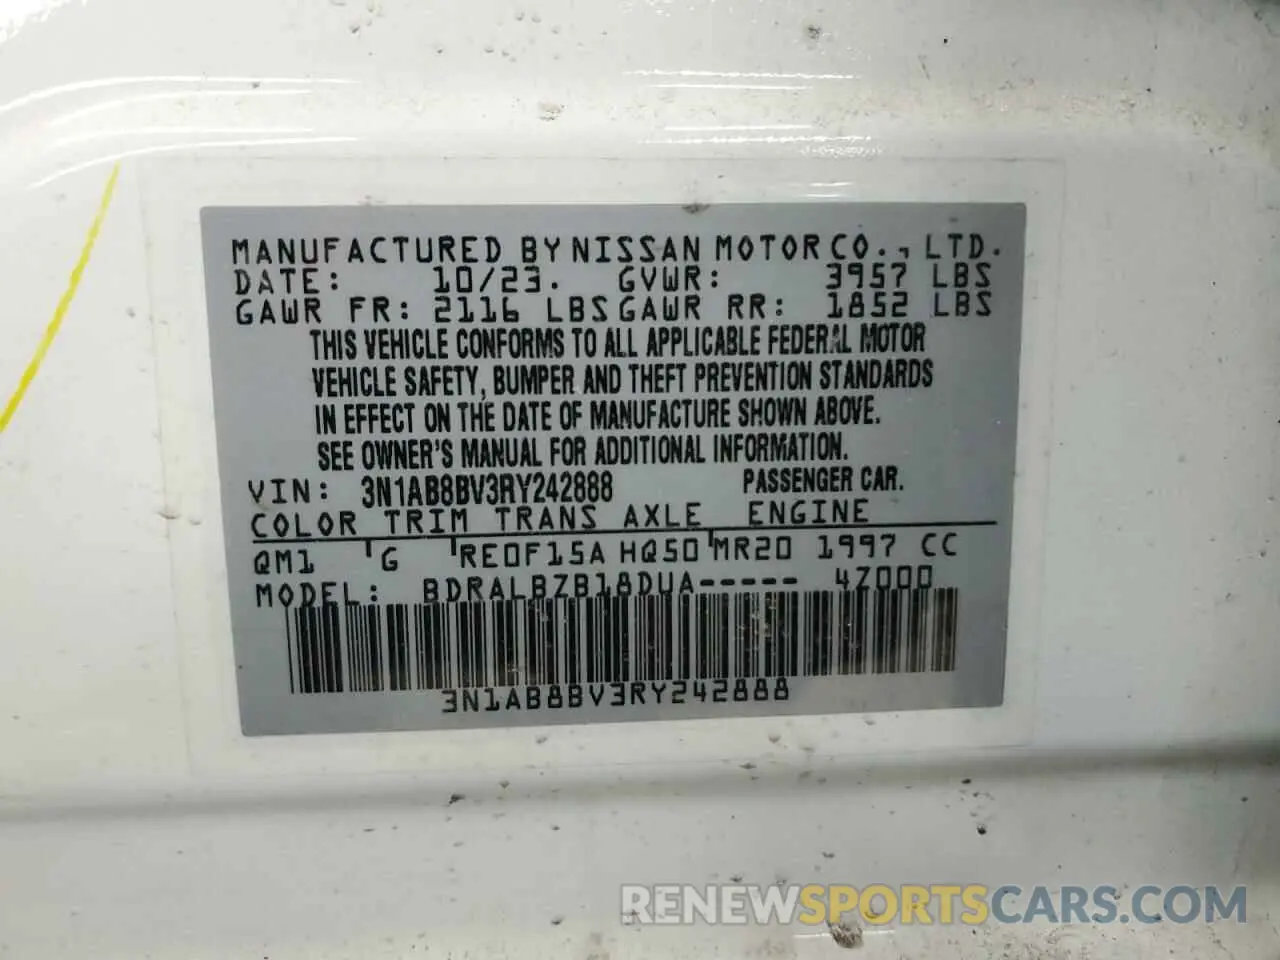 MANUFACTURED BY NISSAN MOTOR CO., LTD.
DATE: 10/23. GVWR: 3957 LBS
GAWR FR: 2116 LBS GAWR RR: 1852 LBS
THIS VEHICLE CONFORMS TO ALL APPLICABLE FEDERAL MOTOR
VEHICLE SAFETY, BUMPER AND THEFT PREVENTION STANDARDS
IN EFFECT ON THE DATE OF MANUFACTURE SHOWN ABOVE.
SEE OWNER'S MANUAL FOR ADDITIONAL INFORMATION.
VIN: 3N1AB8BV3RY242888 PASSENGER CAR.
COLOR TRIM TRANS AXLE ENGINE
QM1 G RE0F15A HQ50 MR20 1997 CC
MODEL: BDRALBZB18DUA----- 4Z000
3N1AB8BV3RY242888
RENEWSPORTSCARS.COM